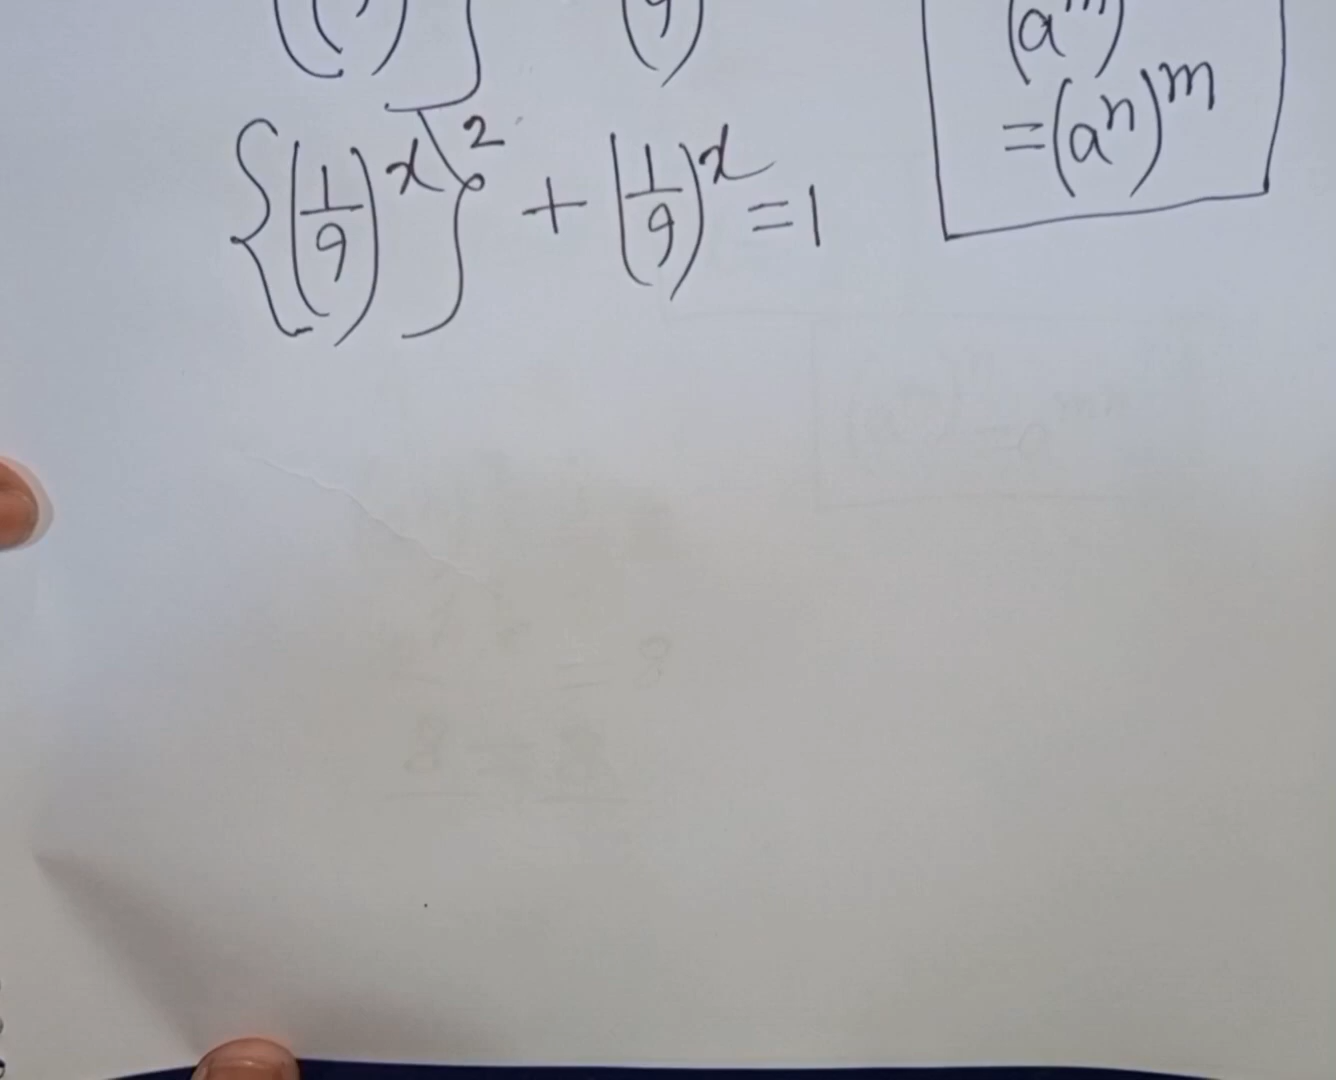 (a^m)
=(a^n)^m
{(1/9)^x}^2 + (1/9)^x = 1